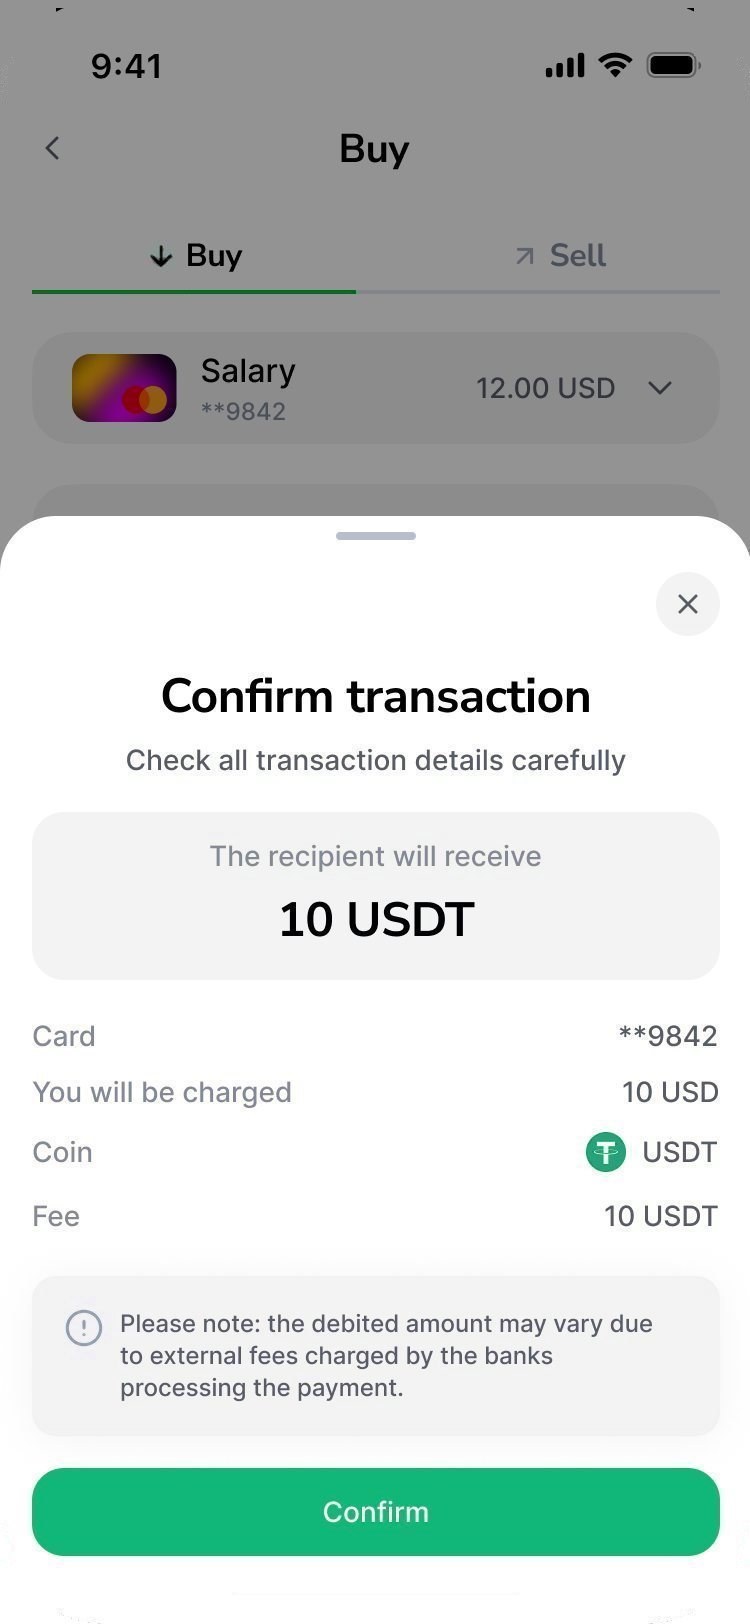 9:41
Buy
Buy
Sell
Salary
**9842
12.00 USD
Confirm transaction
Check all transaction details carefully
The recipient will receive
10 USDT
Card
**9842
You will be charged
10 USD
Coin
USDT
Fee
10 USDT
Please note: the debited amount may vary due
to external fees charged by the banks
processing the payment.
Confirm